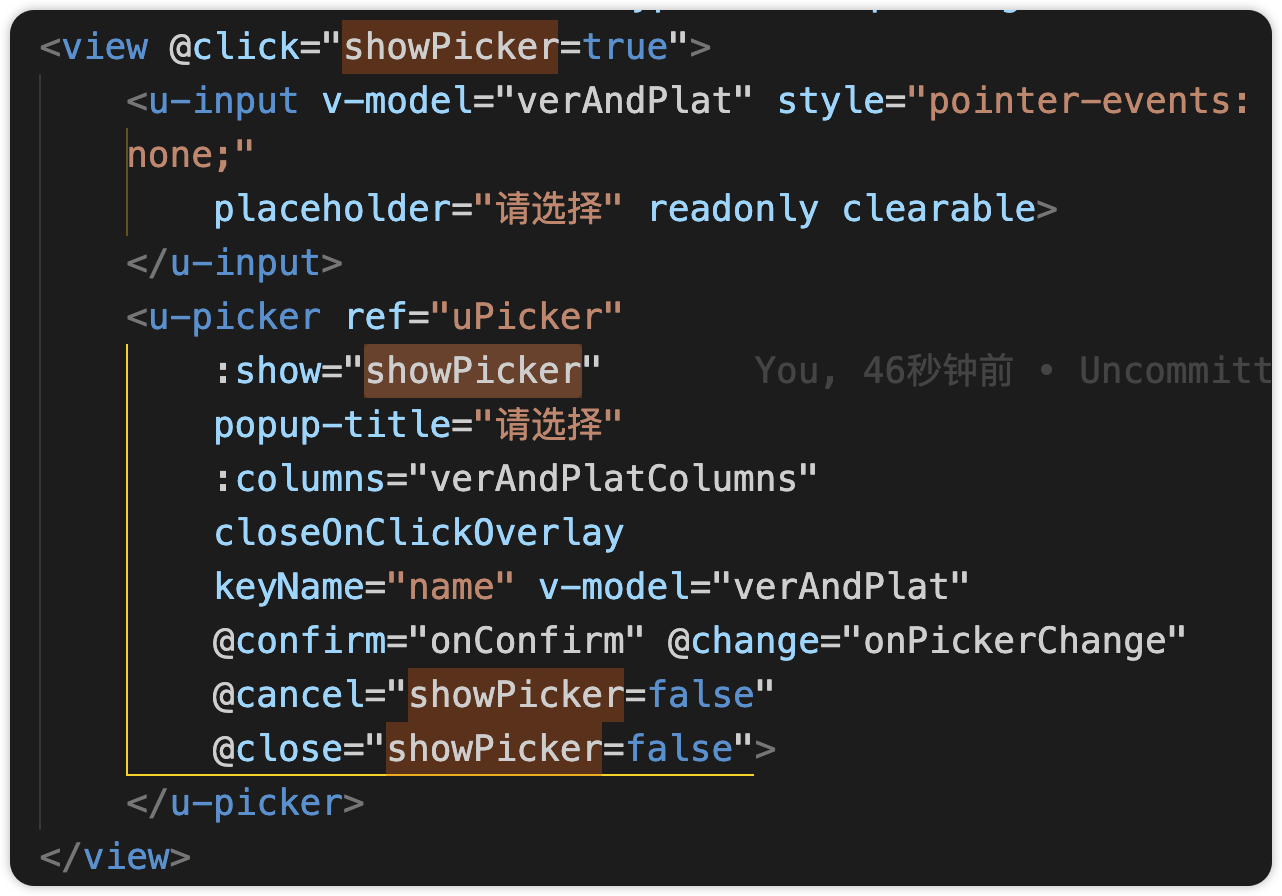 <view @click="showPicker=true">
<u-input v-model="verAndPlat" style="pointer-events:
none;"
placeholder="请选择" readonly clearable>
</u-input>
<u-picker ref="uPicker"
:show="showPicker" You, 46秒钟前 • Uncommitt
popup-title="请选择"
:columns="verAndPlatColumns"
closeOnClickOverlay
keyName="name" v-model="verAndPlat"
@confirm="onConfirm" @change="onPickerChange"
@cancel="showPicker=false"
@close="showPicker=false">
</u-picker>
</view>